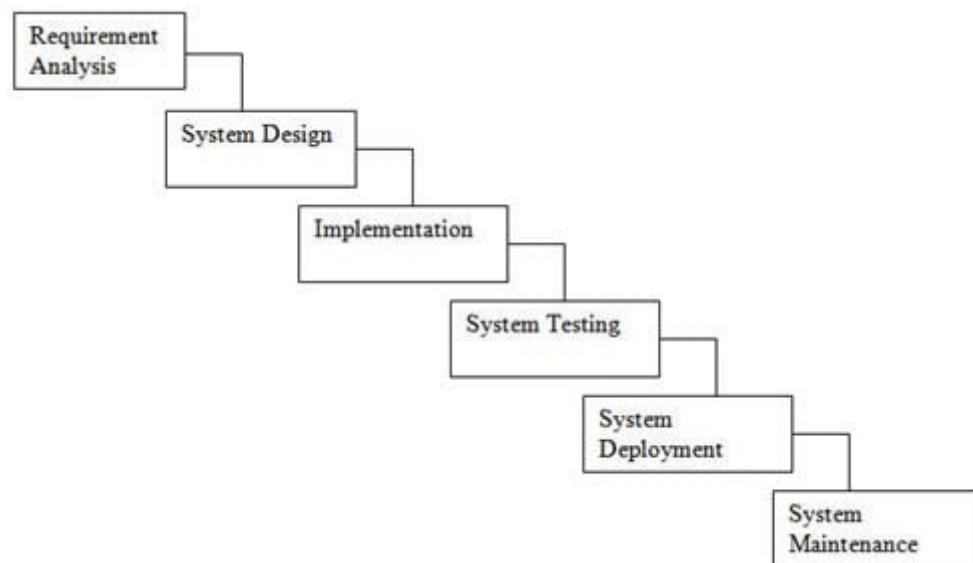 Requirement
Analysis
System Design
Implementation
System Testing
System
Deployment
System
Maintenance